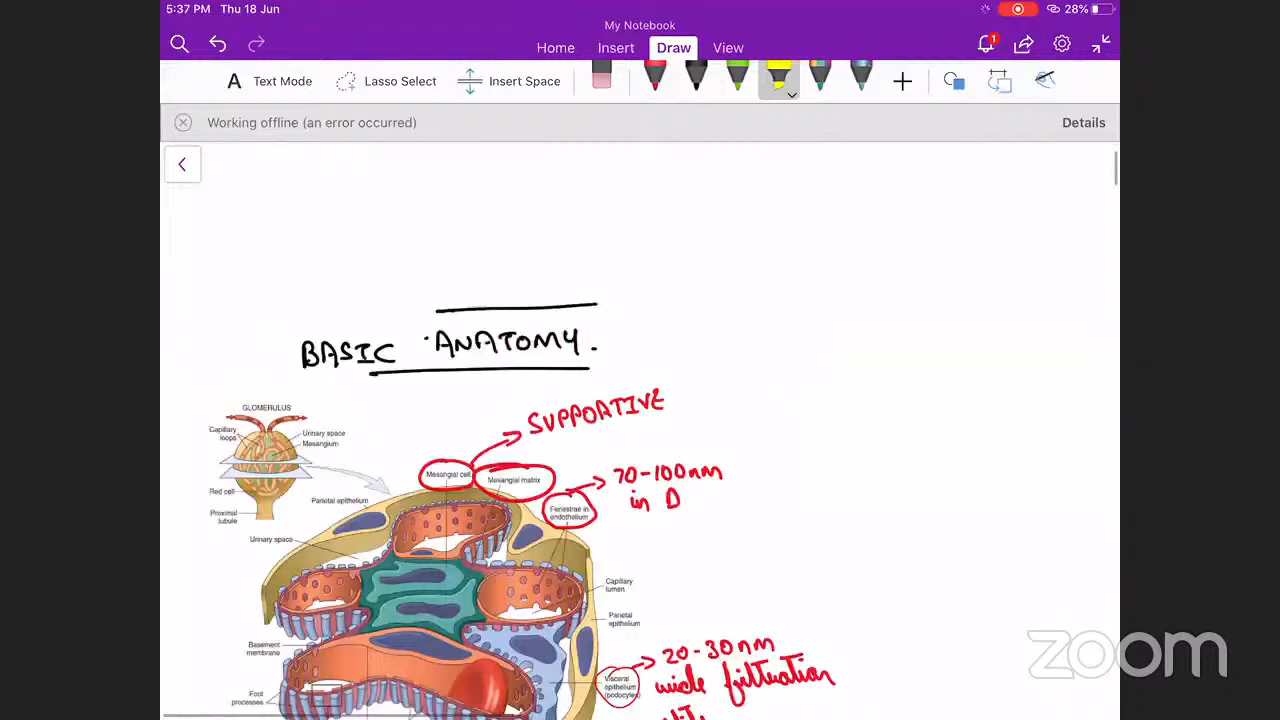 5:37 PM Thu 18 Jun
28%
My Notebook
Home Insert Draw View
1
A Text Mode Lasso Select Insert Space
Working offline (an error occurred) Details
BASIC ANATOMY.
GLOMERULUS
Capillary
loops
Urinary space
Mesangium
Red cell
Proximal
tubule
Parietal epithelium
Urinary space
SUPPORTIVE
Mesangial cell
Mesangial matrix
Fenestrae in
endothelium
70-100nm
in D
Capillary
lumen
Parietal
epithelium
Basement
membrane
Foot
processes
Visceral
epithelium
(podocytes)
20-30nm
wide filtration
zoom